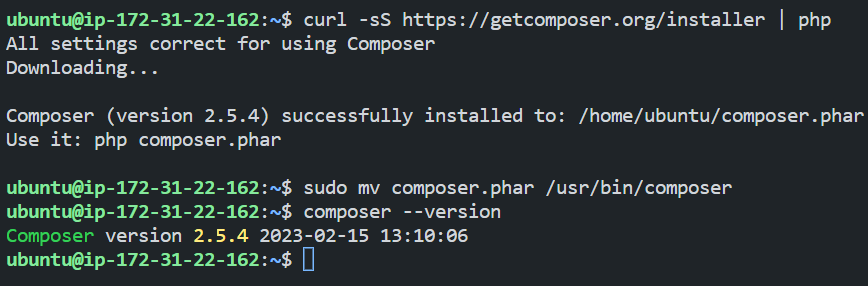 ubuntu@ip-172-31-22-162:~$ curl -sS https://getcomposer.org/installer | php
All settings correct for using Composer
Downloading...
Composer (version 2.5.4) successfully installed to: /home/ubuntu/composer.phar
Use it: php composer.phar
ubuntu@ip-172-31-22-162:~$ sudo mv composer.phar /usr/bin/composer
ubuntu@ip-172-31-22-162:~$ composer --version
Composer version 2.5.4 2023-02-15 13:10:06
ubuntu@ip-172-31-22-162:~$